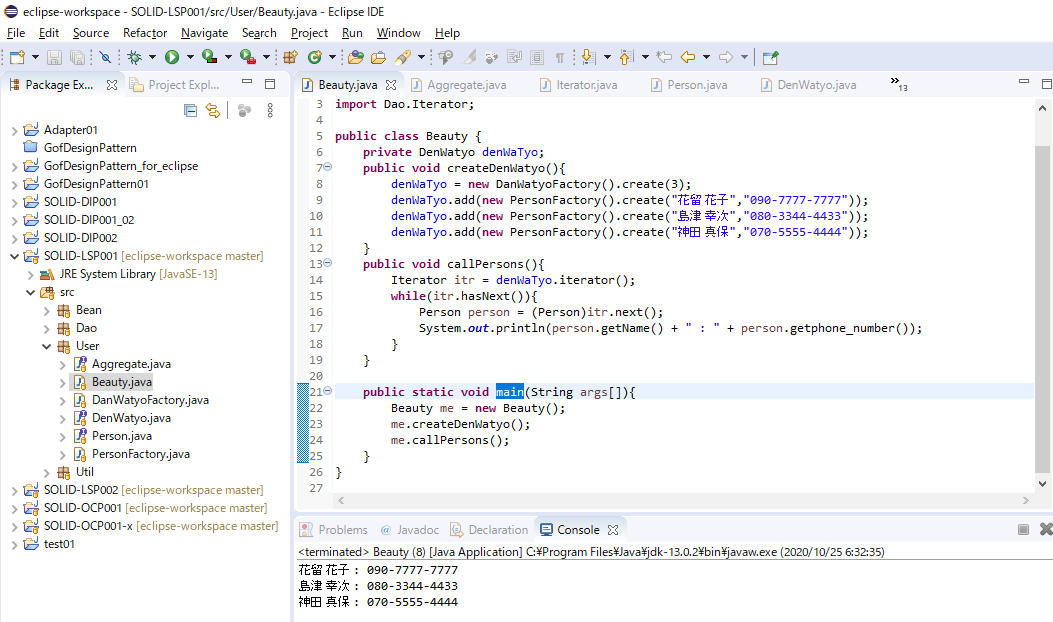 eclipse-workspace - SOLID-LSP001/src/User/Beauty.java - Eclipse IDE
File Edit Source Refactor Navigate Search Project Run Window Help
Package Ex... Project Expl...
Adapter01
GofDesignPattern
GofDesignPattern_for_eclipse
GofDesignPattern01
SOLID-DIP001
SOLID-DIP001_02
SOLID-DIP002
SOLID-LSP001 [eclipse-workspace master]
JRE System Library [JavaSE-13]
src
Bean
Dao
User
Aggregate.java
Beauty.java
DanWatyoFactory.java
DenWatyo.java
Person.java
PersonFactory.java
Util
SOLID-LSP002 [eclipse-workspace master]
SOLID-OCP001 [eclipse-workspace master]
SOLID-OCP001-x [eclipse-workspace master]
test01
Beauty.java Aggregate.java Iterator.java Person.java DenWatyo.java »13
3 import Dao.Iterator;
4
5 public class Beauty {
6     private DenWatyo denWaTyo;
7     public void createDenWatyo(){
8         denWaTyo = new DanWatyoFactory().create(3);
9         denWaTyo.add(new PersonFactory().create("花留 花子","090-7777-7777"));
10         denWaTyo.add(new PersonFactory().create("島津 幸次","080-3344-4433"));
11         denWaTyo.add(new PersonFactory().create("神田 真保","070-5555-4444"));
12     }
13     public void callPersons(){
14         Iterator itr = denWaTyo.iterator();
15         while(itr.hasNext()){
16             Person person = (Person)itr.next();
17             System.out.println(person.getName() + " : " + person.getphone_number());
18         }
19     }
20
21     public static void main(String args[]){
22         Beauty me = new Beauty();
23         me.createDenWatyo();
24         me.callPersons();
25     }
26 }
27
Problems @ Javadoc Declaration Console
<terminated> Beauty (8) [Java Application] C:¥Program Files¥Java¥jdk-13.0.2¥bin¥javaw.exe (2020/10/25 6:32:35)
花留 花子 : 090-7777-7777
島津 幸次 : 080-3344-4433
神田 真保 : 070-5555-4444